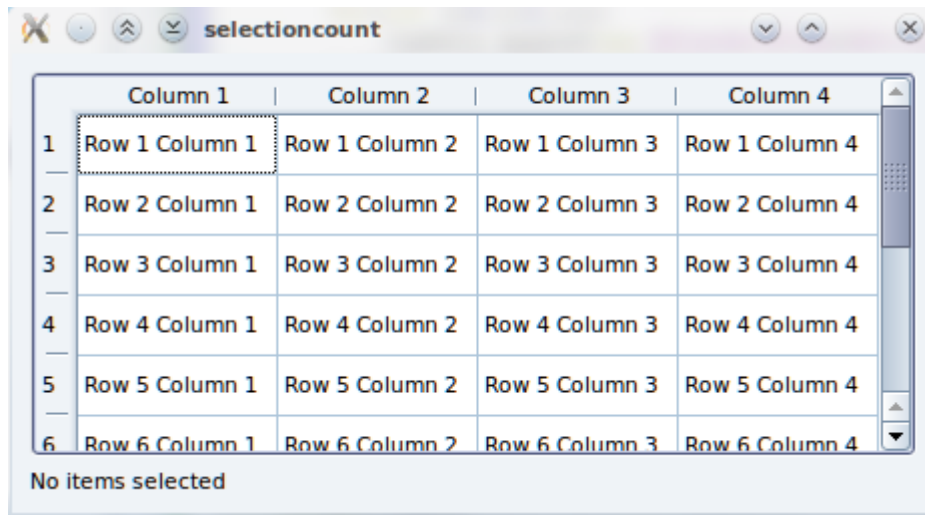 selectioncount
Column 1 Column 2 Column 3 Column 4
1 Row 1 Column 1 Row 1 Column 2 Row 1 Column 3 Row 1 Column 4
2 Row 2 Column 1 Row 2 Column 2 Row 2 Column 3 Row 2 Column 4
3 Row 3 Column 1 Row 3 Column 2 Row 3 Column 3 Row 3 Column 4
4 Row 4 Column 1 Row 4 Column 2 Row 4 Column 3 Row 4 Column 4
5 Row 5 Column 1 Row 5 Column 2 Row 5 Column 3 Row 5 Column 4
6 Row 6 Column 1 Row 6 Column 2 Row 6 Column 3 Row 6 Column 4
No items selected